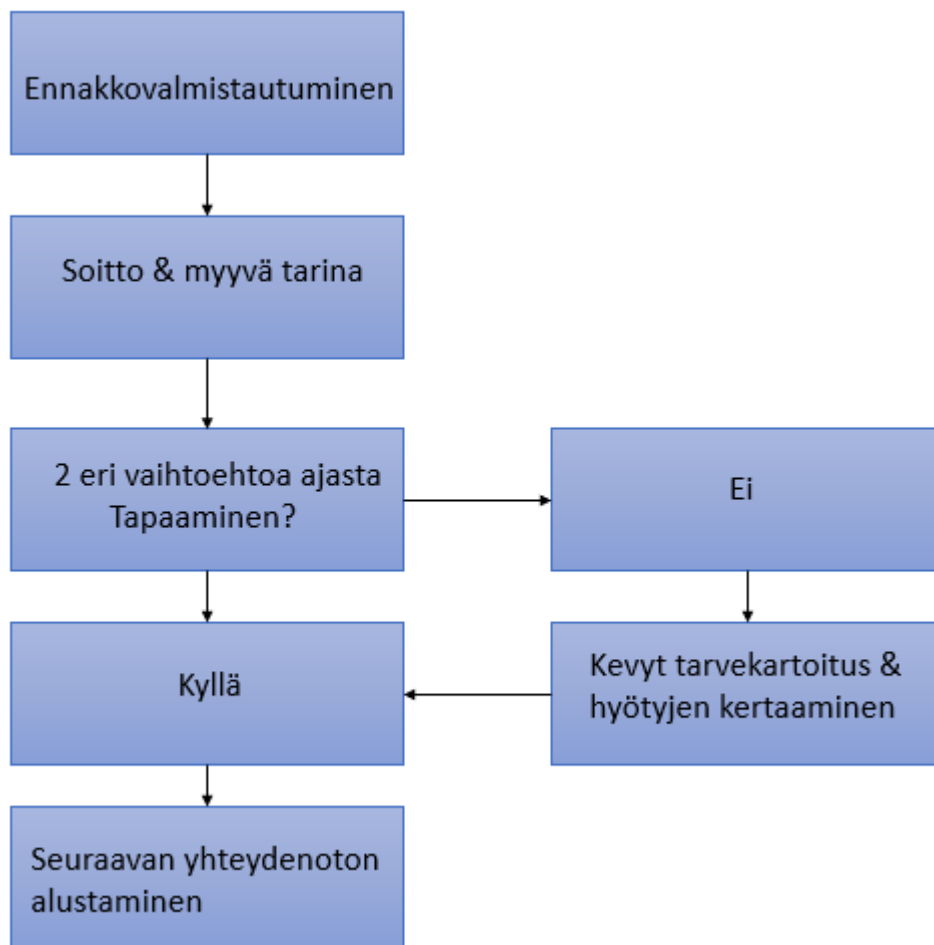 Ennakkovalmistautuminen
Soitto & myyvä tarina
2 eri vaihtoehtoa ajasta
Tapaaminen?
Ei
Kyllä
Kevyt tarvekartoitus &
hyötyjen kertaaminen
Seuraavan yhteydenoton
alustaminen